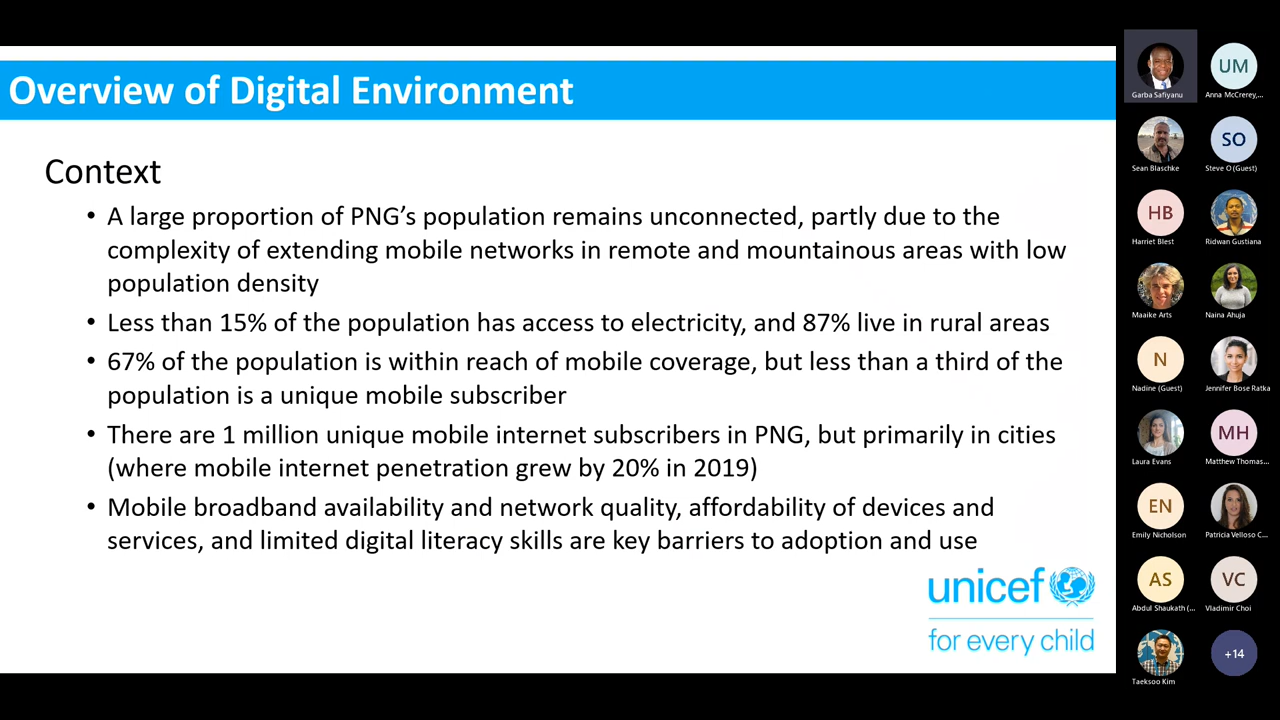 Overview of Digital Environment
Context
• A large proportion of PNG’s population remains unconnected, partly due to the
complexity of extending mobile networks in remote and mountainous areas with low
population density
• Less than 15% of the population has access to electricity, and 87% live in rural areas
• 67% of the population is within reach of mobile coverage, but less than a third of the
population is a unique mobile subscriber
• There are 1 million unique mobile internet subscribers in PNG, but primarily in cities
(where mobile internet penetration grew by 20% in 2019)
• Mobile broadband availability and network quality, affordability of devices and
services, and limited digital literacy skills are key barriers to adoption and use
unicef
for every child
Garba Safiyanu
UM
Anna McCrerey,...
Sean Blaschke
SO
Steve O (Guest)
HB
Harriet Blest
Ridwan Gustiana
Maaike Arts
Naina Ahuja
N
Nadine (Guest)
Jennifer Bose Ratka
Laura Evans
MH
Matthew Thomas...
EN
Emily Nicholson
Patricia Velloso C...
AS
Abdul Shaukath (...
VC
Vladimir Choi
Taeksoo Kim
+14